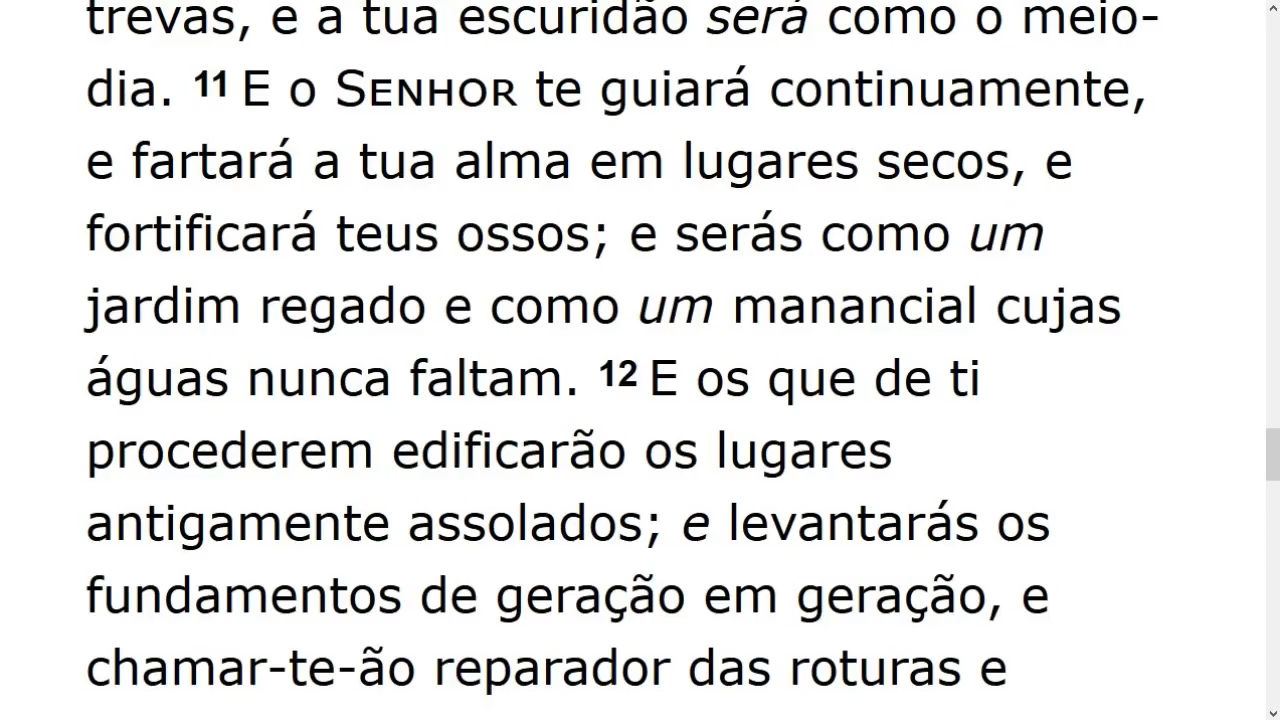 trevas, e a tua escuridão será como o meio-
dia. 11 E o SENHOR te guiará continuamente,
e fartará a tua alma em lugares secos, e
fortificará teus ossos; e serás como um
jardim regado e como um manancial cujas
águas nunca faltam. 12 E os que de ti
procederem edificarão os lugares
antigamente assolados; e levantarás os
fundamentos de geração em geração, e
chamar-te-ão reparador das roturas e